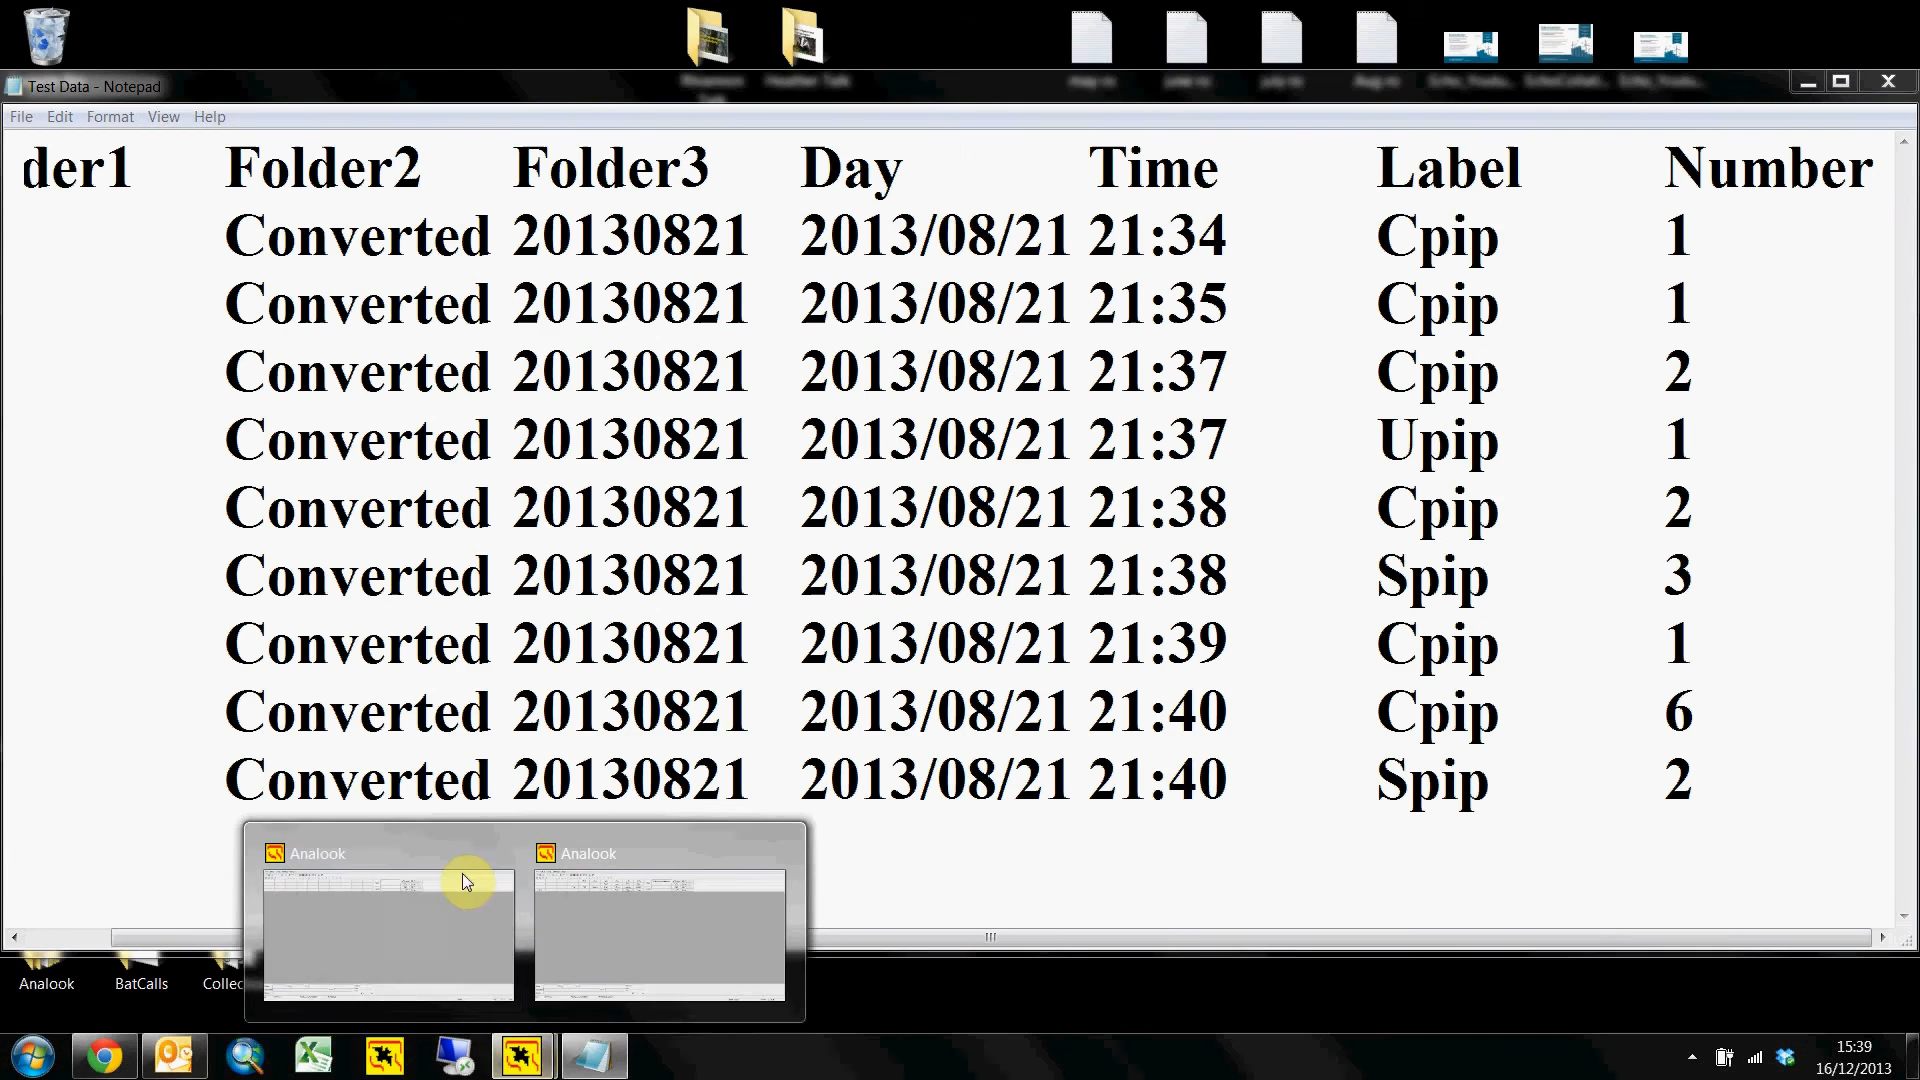 Test Data - Notepad
File Edit Format View Help
der1 Folder2 Folder3 Day Time Label Number
Converted 20130821 2013/08/21 21:34 Cpip 1
Converted 20130821 2013/08/21 21:35 Cpip 1
Converted 20130821 2013/08/21 21:37 Cpip 2
Converted 20130821 2013/08/21 21:37 Upip 1
Converted 20130821 2013/08/21 21:38 Cpip 2
Converted 20130821 2013/08/21 21:38 Spip 3
Converted 20130821 2013/08/21 21:39 Cpip 1
Converted 20130821 2013/08/21 21:40 Cpip 6
Converted 20130821 2013/08/21 21:40 Spip 2
Analook Analook
Analook BatCalls Collec
15:39
16/12/2013